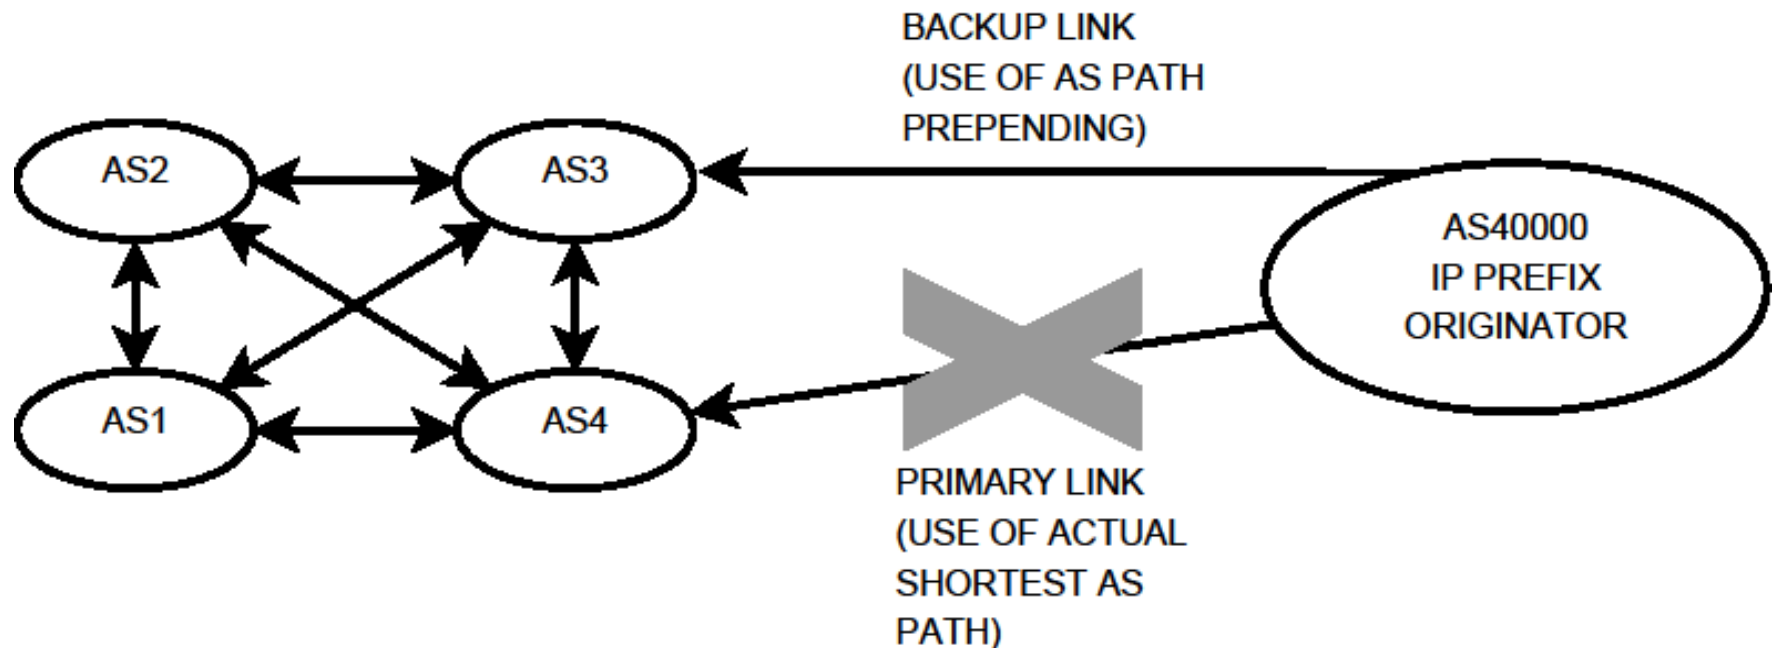 BACKUP LINK
(USE OF AS PATH
PREPENDING)
AS2
AS3
AS40000
IP PREFIX
ORIGINATOR
AS1
AS4
PRIMARY LINK
(USE OF ACTUAL
SHORTEST AS
PATH)